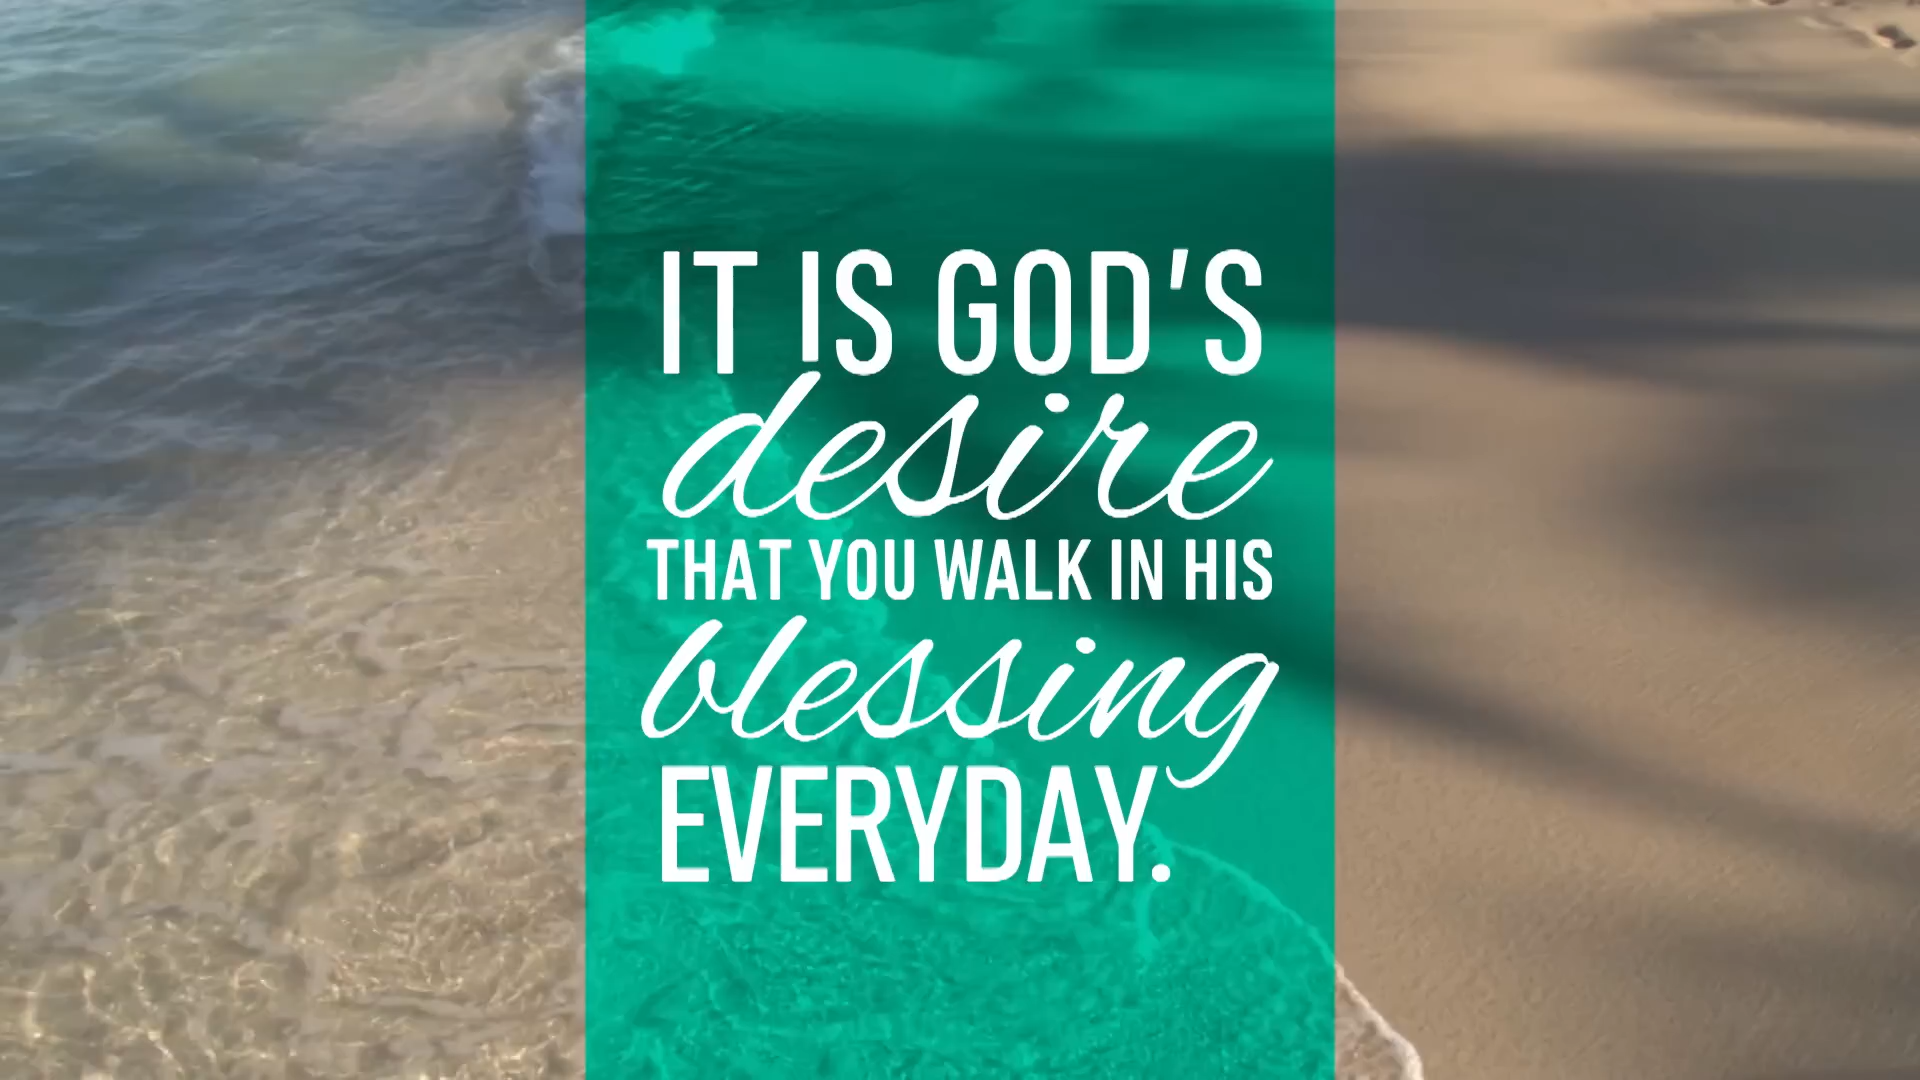 IT IS GOD'S
desire
THAT YOU WALK IN HIS
blessing
EVERYDAY.